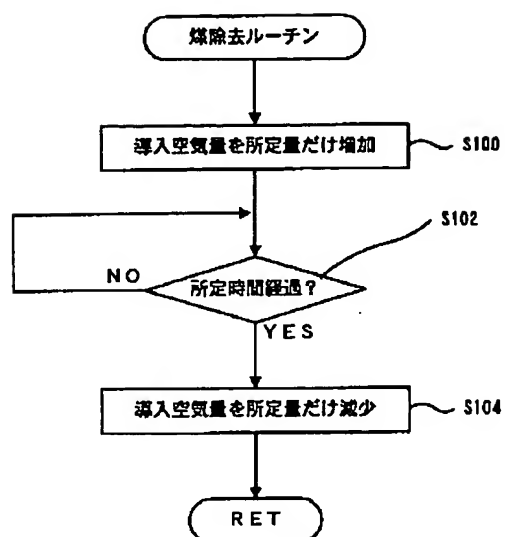 煤除去ルーチン
導入空気量を所定量だけ増加
S100
S102
所定時間経過？
NO
YES
導入空気量を所定量だけ減少
S104
RET